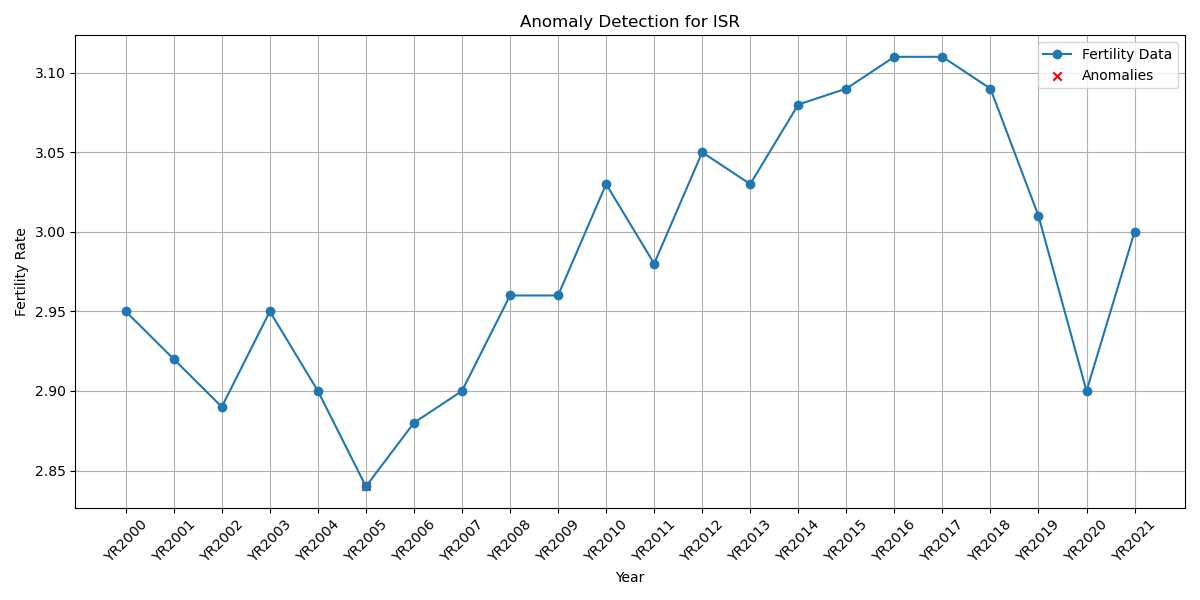 Anomaly Detection for ISR
Fertility Data
Anomalies
Fertility Rate
3.10
3.05
3.00
2.95
2.90
2.85
YR2000
YR2001
YR2002
YR2003
YR2004
YR2005
YR2006
YR2007
YR2008
YR2009
YR2010
YR2011
YR2012
YR2013
YR2014
YR2015
YR2016
YR2017
YR2018
YR2019
YR2020
YR2021
Year